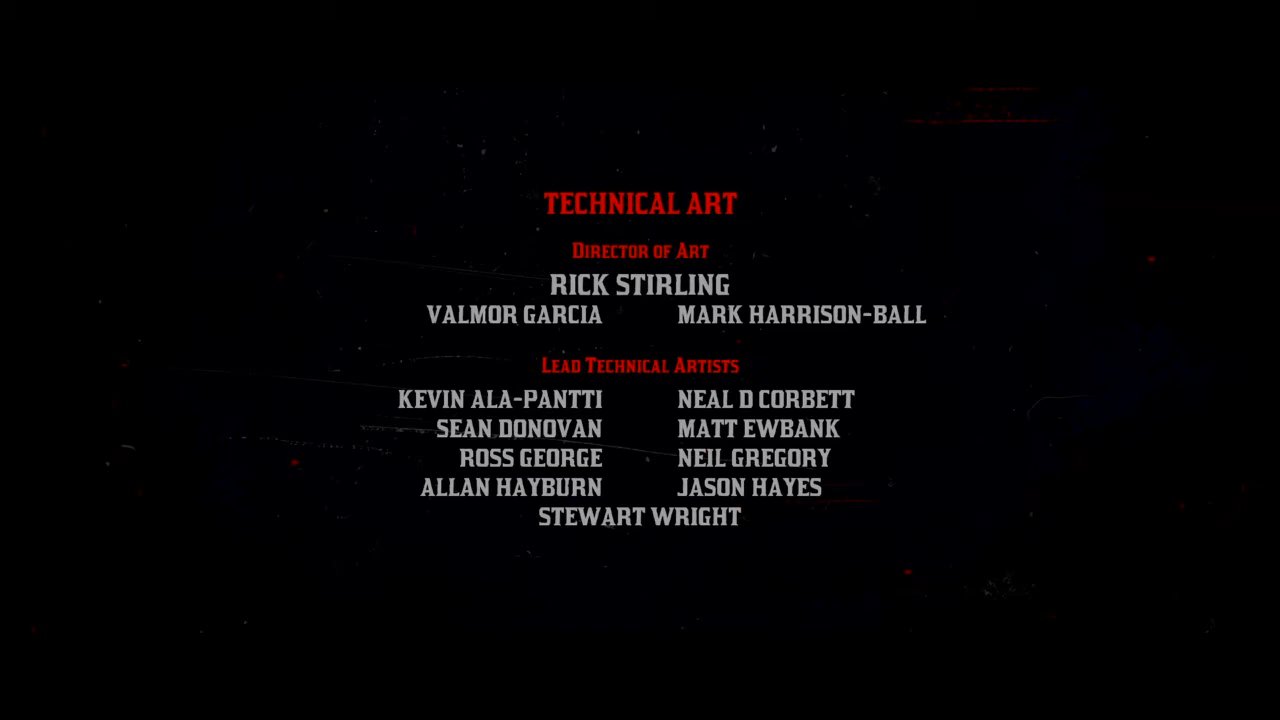 TECHNICAL ART
DIRECTOR OF ART
RICK STIRLING
VALMOR GARCIA MARK HARRISON-BALL
LEAD TECHNICAL ARTISTS
KEVIN ALA-PANTTI NEAL D CORBETT
SEAN DONOVAN MATT EWBANK
ROSS GEORGE NEIL GREGORY
ALLAN HAYBURN JASON HAYES
STEWART WRIGHT